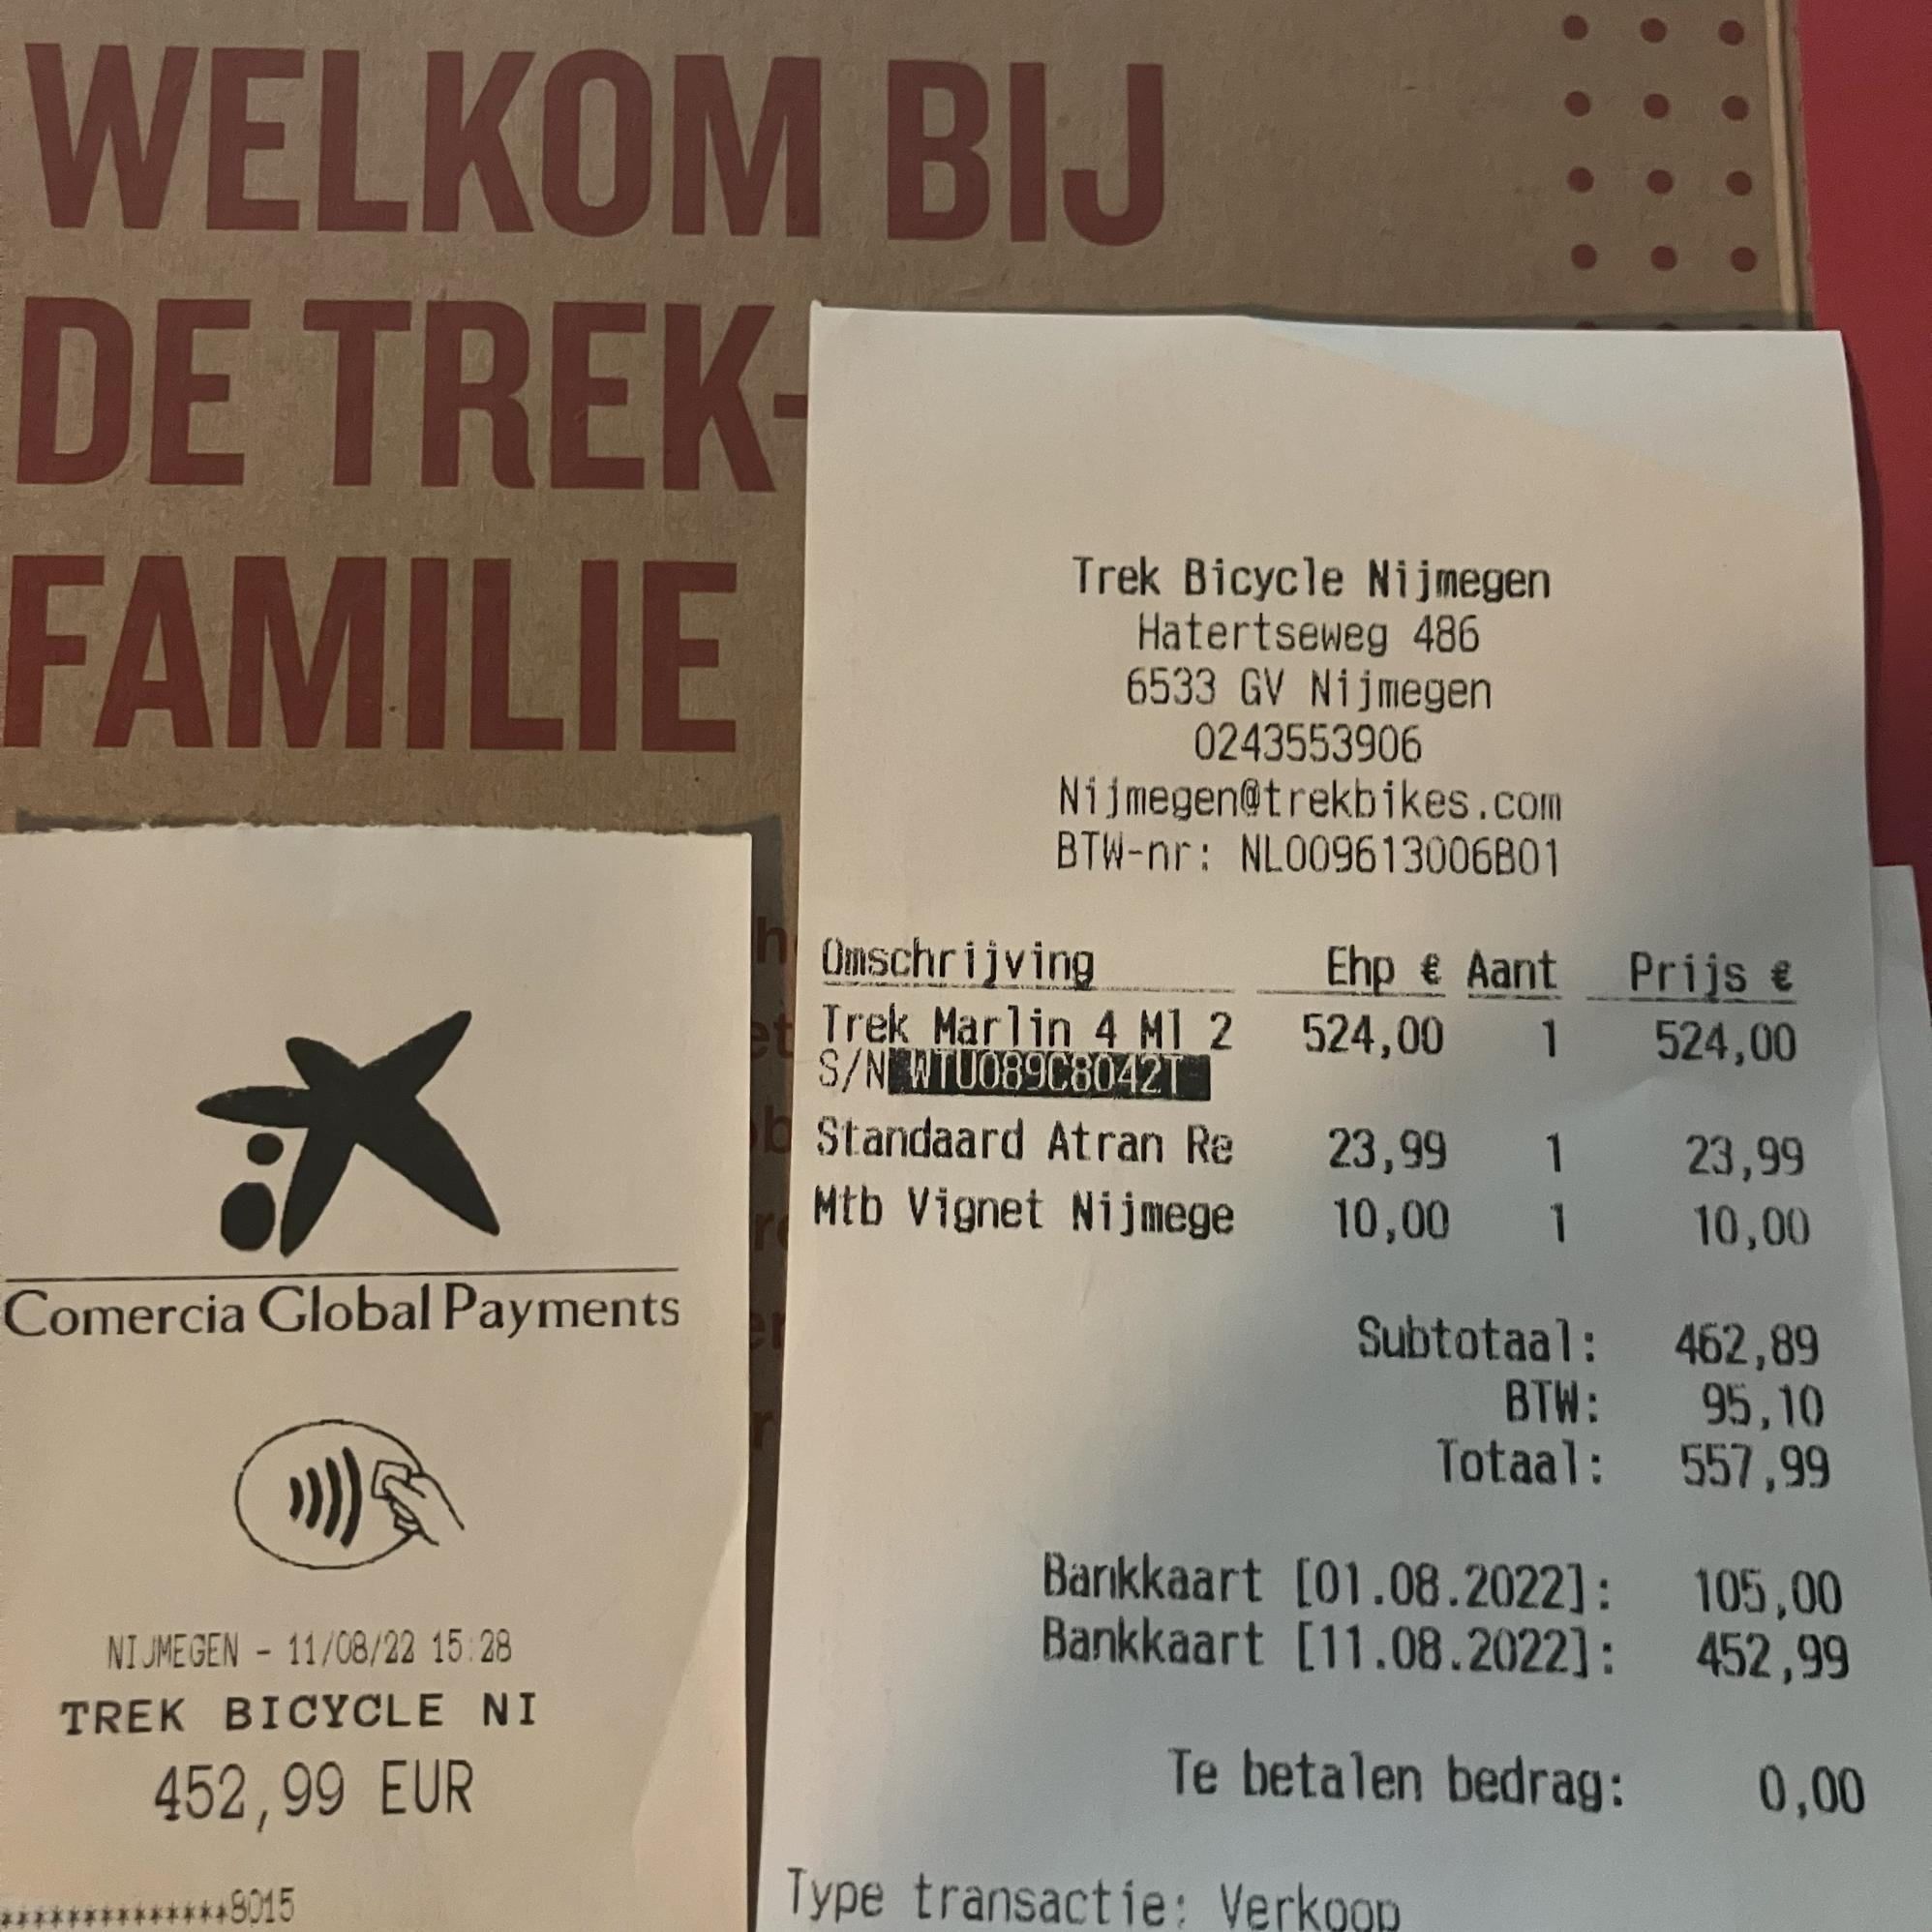 WELKOM BIJ
DE TREK-
FAMILIE
Trek Bicycle Nijmegen
Hatertseweg 486
6533 GV Nijmegen
0243553906
Nijmegen@trekbikes.com
BTW-nr: NL009613006B01
Omschrijving Ehp € Aant Prijs €
Trek Marlin 4 Ml 2 524,00 1 524,00
S/N WTU089C8042T
Standaard Atran Re 23,99 1 23,99
Mtb Vignet Nijmege 10,00 1 10,00
Subtotaal: 462,89
BTW: 95,10
Totaal: 557,99
Bankkaart [01.08.2022]: 105,00
Bankkaart [11.08.2022]: 452,99
Te betalen bedrag: 0,00
Type transactie: Verkoop
Comercia Global Payments
NIJMEGEN - 11/08/22 15:28
TREK BICYCLE NI
452,99 EUR
**************8015